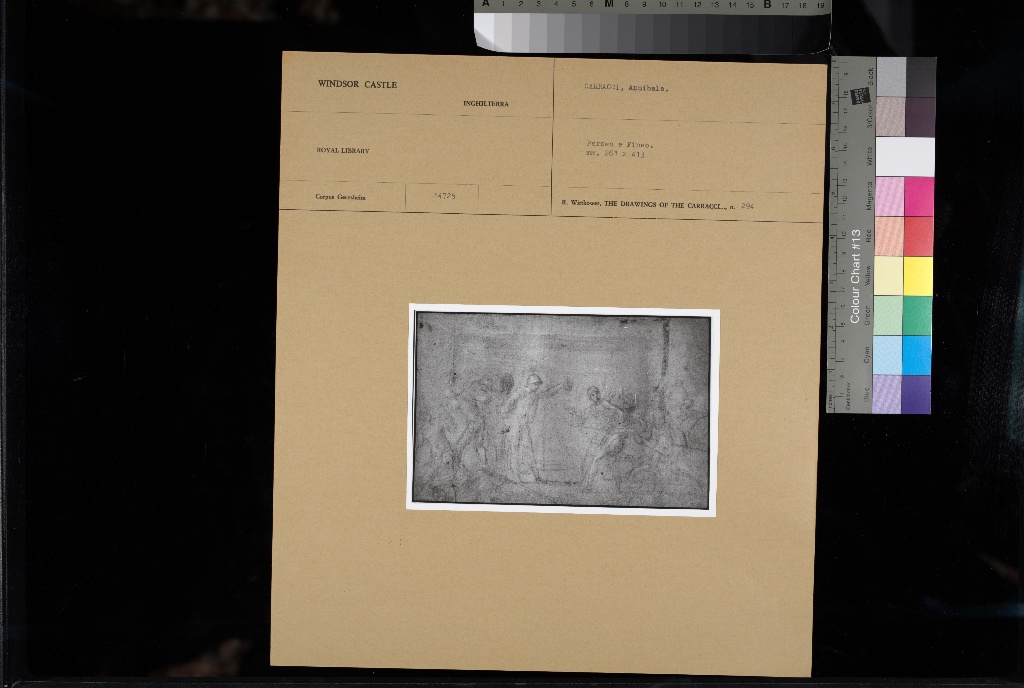 A 1 2 3 4 5 6 M 8 9 10 11 12 13 14 15 B 17 18 19
WINDSOR CASTLE
INGHILTERRA
CARRACCI, Annibale.
ROYAL LIBRARY
Perseo e Fineo.
mm. 263 x 413
Corpus Gernsheim
14725
R. Wittkower, THE DRAWINGS OF THE CARRACCI..., n. 294
Colour Chart #13
Black
3/Color
White
Magenta
Red
Yellow
Green
Cyan
Blue
Centimetres